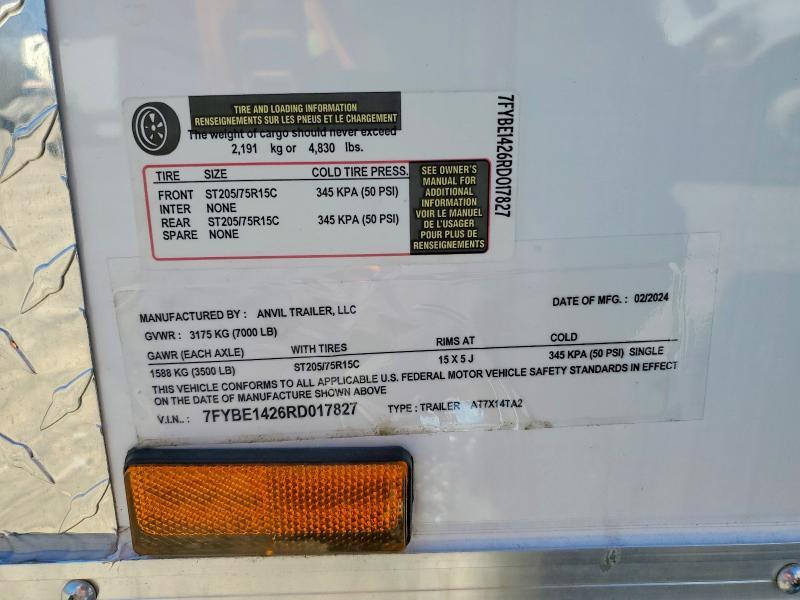 TIRE AND LOADING INFORMATION
RENSEIGNEMENTS SUR LES PNEUS ET LE CHARGEMENT
The weight of cargo should never exceed
2,191 kg or 4,830 lbs.
TIRE SIZE COLD TIRE PRESS.
FRONT ST205/75R15C 345 KPA (50 PSI)
INTER NONE
REAR ST205/75R15C 345 KPA (50 PSI)
SPARE NONE
SEE OWNER'S
MANUAL FOR
ADDITIONAL
INFORMATION
VOIR LE MANUEL
DE L'USAGER
POUR PLUS DE
RENSEIGNEMENTS
7FYBE1426RD017827
MANUFACTURED BY : ANVIL TRAILER, LLC DATE OF MFG. : 02/2024
GVWR : 3175 KG (7000 LB)
GAWR (EACH AXLE) WITH TIRES RIMS AT COLD
1588 KG (3500 LB) ST205/75R15C 15 X 5 J 345 KPA (50 PSI) SINGLE
THIS VEHICLE CONFORMS TO ALL APPLICABLE U.S. FEDERAL MOTOR VEHICLE SAFETY STANDARDS IN EFFECT
ON THE DATE OF MANUFACTURE SHOWN ABOVE
V.I.N.. : 7FYBE1426RD017827 TYPE : TRAILER AT7X14TA2